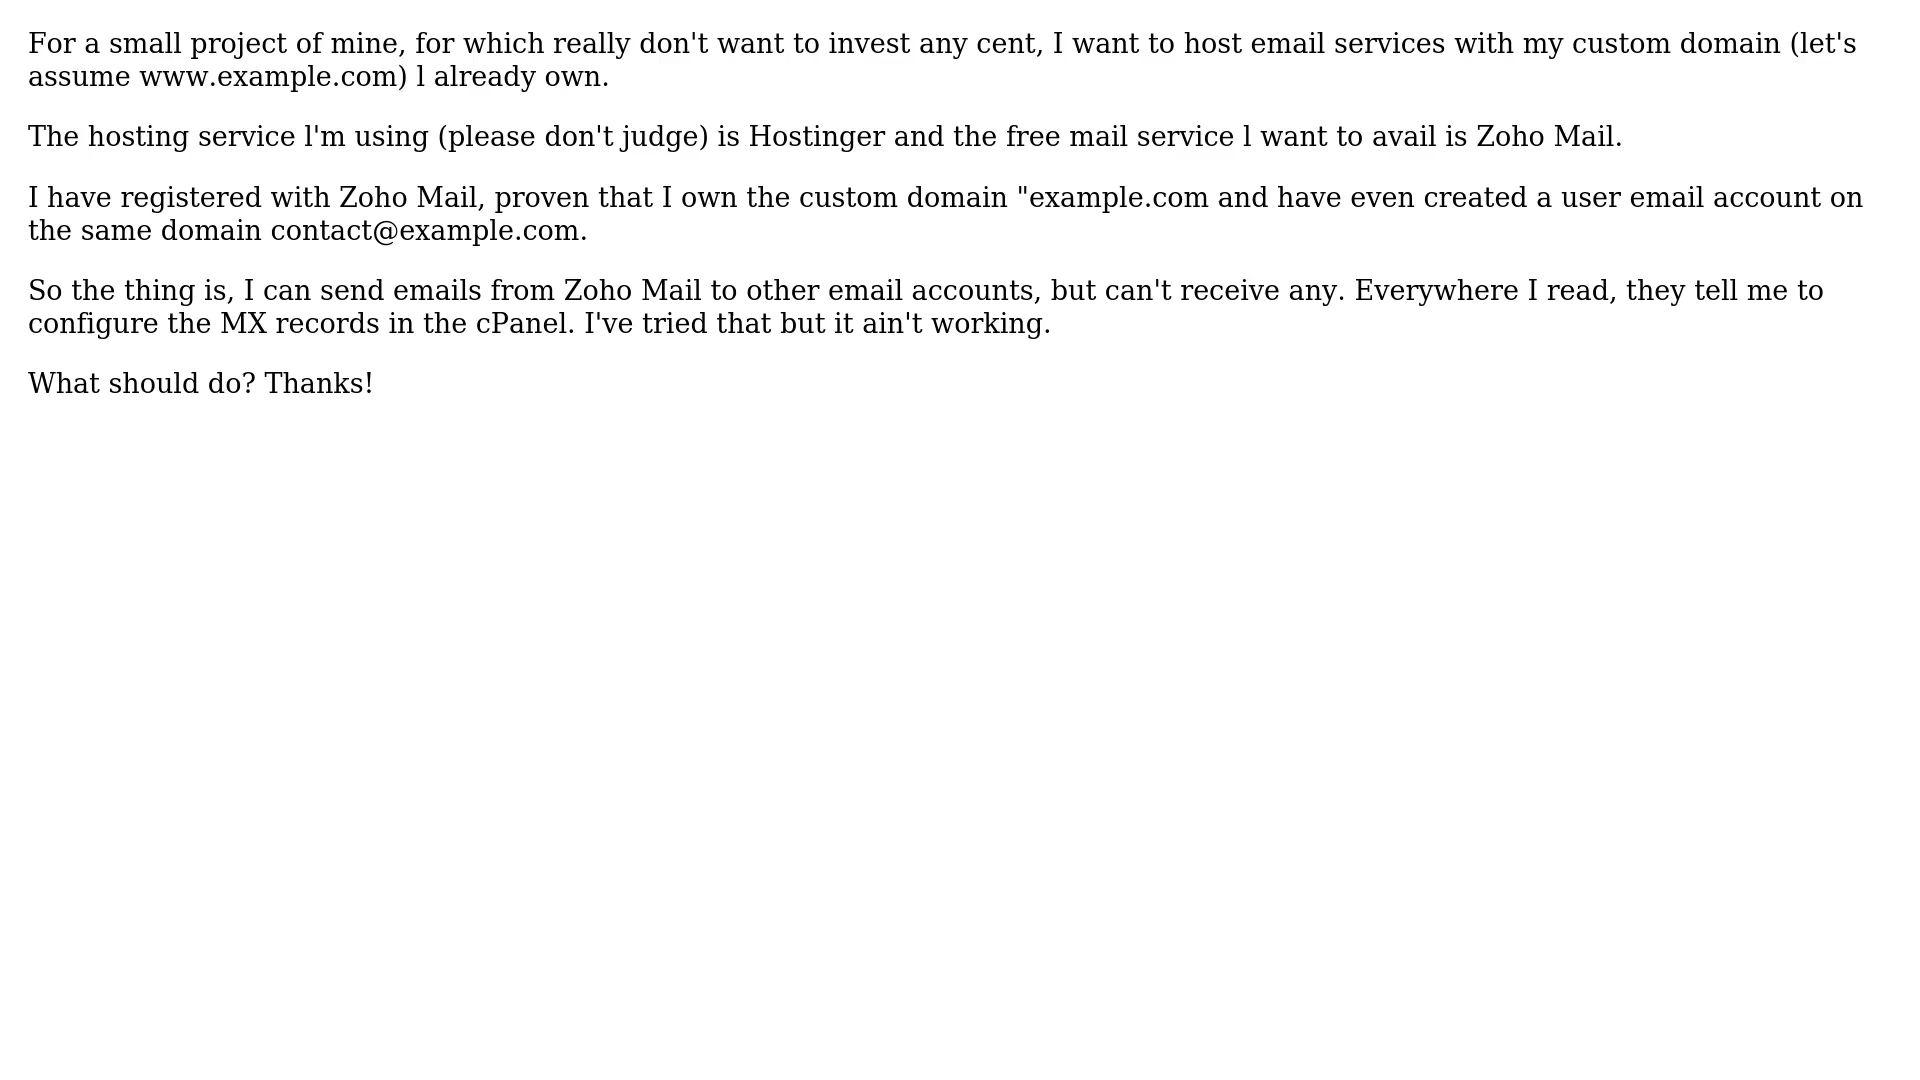 For a small project of mine, for which really don't want to invest any cent, I want to host email services with my custom domain (let's
assume www.example.com) l already own.
The hosting service l'm using (please don't judge) is Hostinger and the free mail service l want to avail is Zoho Mail.
I have registered with Zoho Mail, proven that I own the custom domain "example.com and have even created a user email account on
the same domain contact@example.com.
So the thing is, I can send emails from Zoho Mail to other email accounts, but can't receive any. Everywhere I read, they tell me to
configure the MX records in the cPanel. I've tried that but it ain't working.
What should do? Thanks!